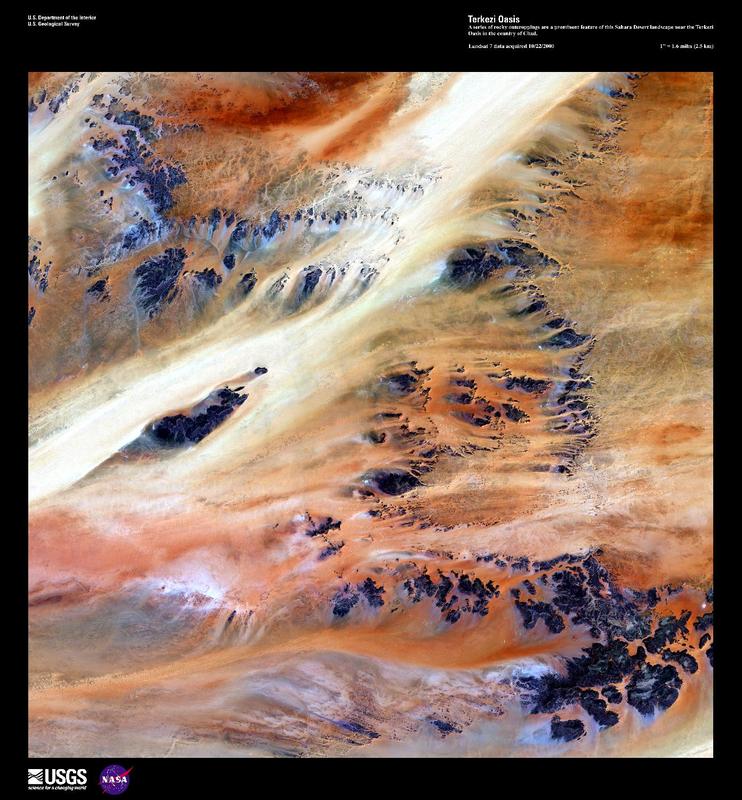 U.S. Department of the Interior
U.S. Geological Survey
Terkezi Oasis
A series of rocky outcroppings are a prominent feature of this Sahara Desert landscape near the Terkezi
Oasis in the country of Chad.
Landsat 7 data acquired 10/22/2000
1" = 1.6 miles (2.5 km)
USGS
science for a changing world
NASA